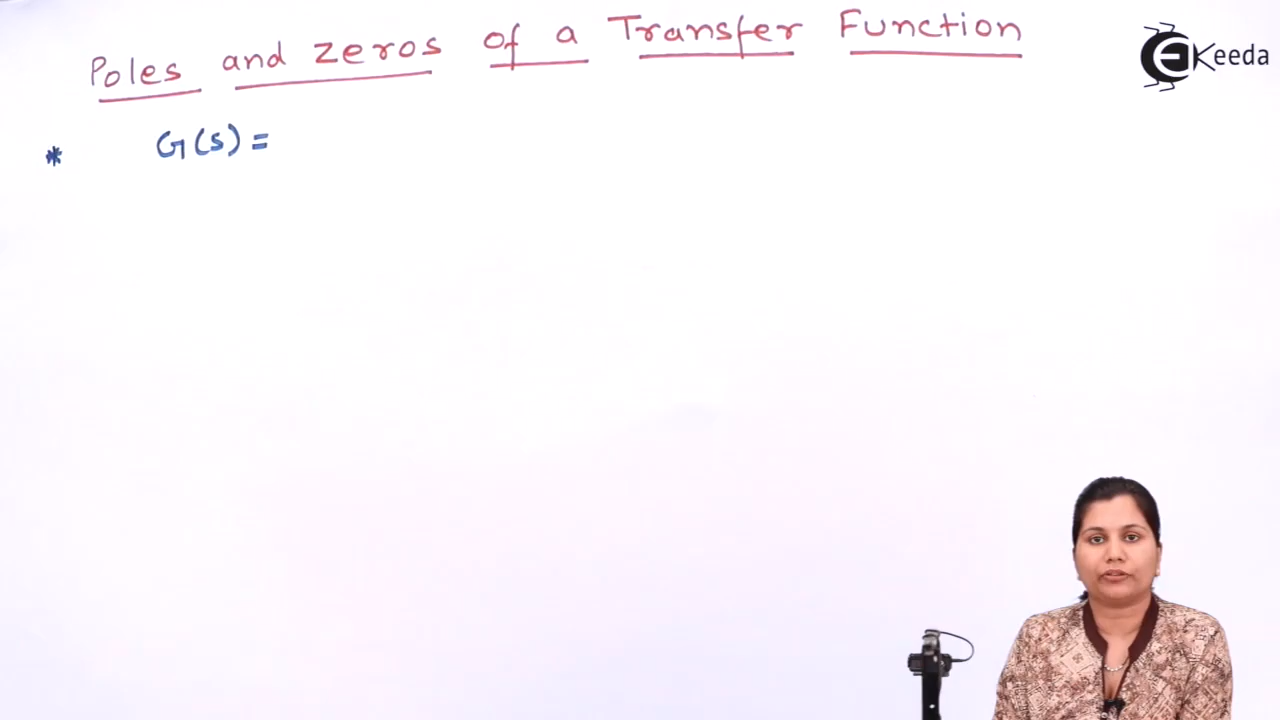 Poles and zeros of a Transfer Function
EKeeda
* G(s) =